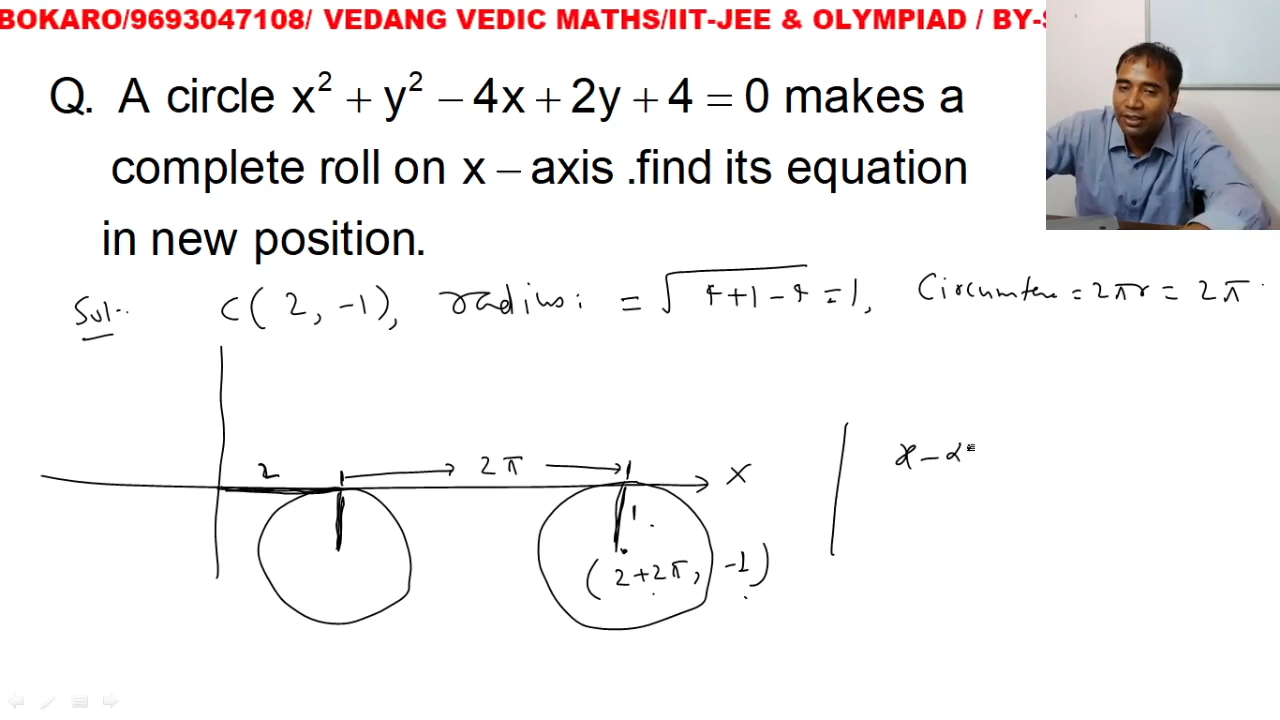 BOKARO/9693047108/ VEDANG VEDIC MATHS/IIT-JEE & OLYMPIAD / BY-S
Q. A circle x² + y² − 4x + 2y + 4 = 0 makes a
complete roll on x − axis .find its equation
in new position.
Sol:. C( 2, -1), radius: = √4+1-4 = 1, Circumfere = 2πr = 2π.
x - α
2 2π 1 X
1
(2+2π, -1)